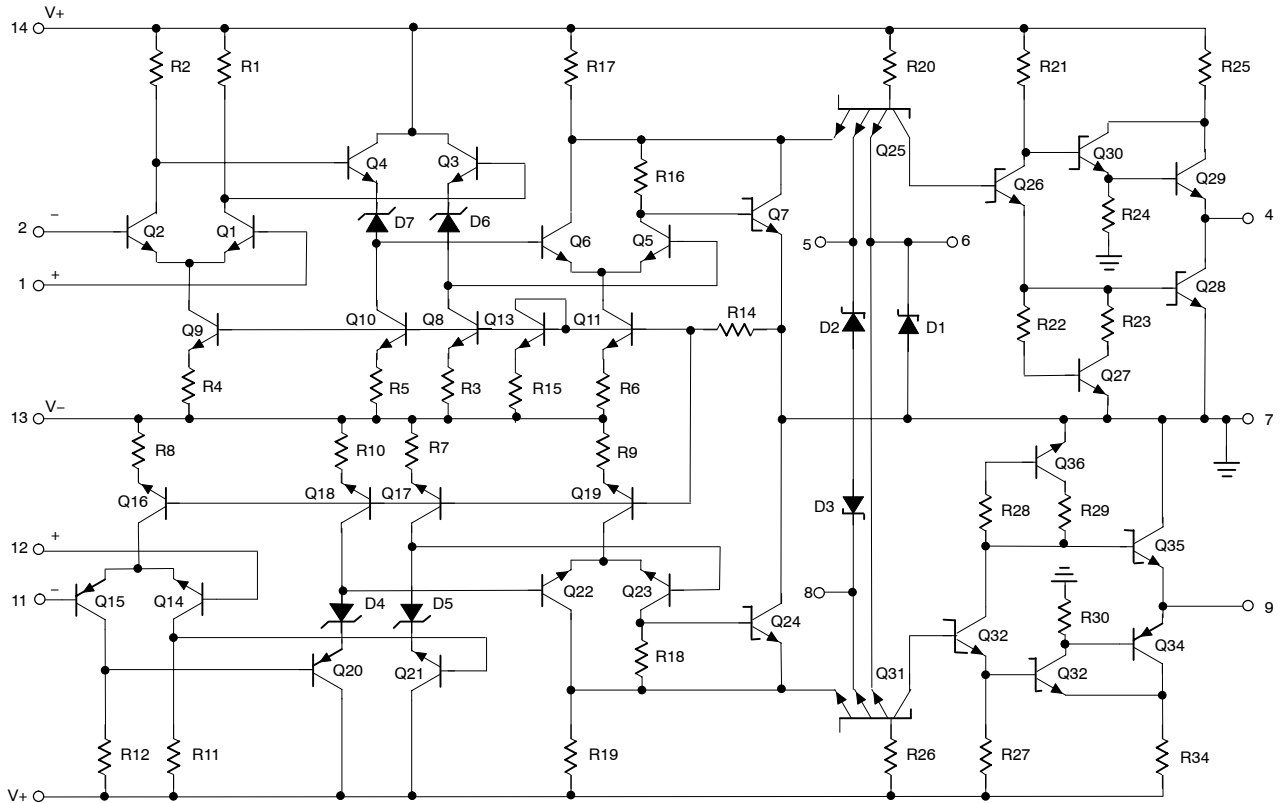 V+
14
R2
R1
R17
R20
R21
R25
Q4
Q3
Q25
Q30
R16
Q26
Q29
D7
D6
Q7
R24
2
−
Q2
Q1
Q6
Q5
5
6
4
1
+
Q28
Q9
Q10
Q8
Q13
Q11
R14
D2
D1
R22
R23
R4
R5
R3
R15
R6
Q27
13
V−
7
R8
R10
R7
R9
Q36
Q16
Q18
Q17
Q19
D3
R28
R29
12
+
Q35
11
−
Q15
Q14
D4
D5
Q22
Q23
8
Q24
R30
9
Q32
Q34
Q20
Q21
R18
Q31
Q32
R12
R11
R19
R26
R27
R34
V+